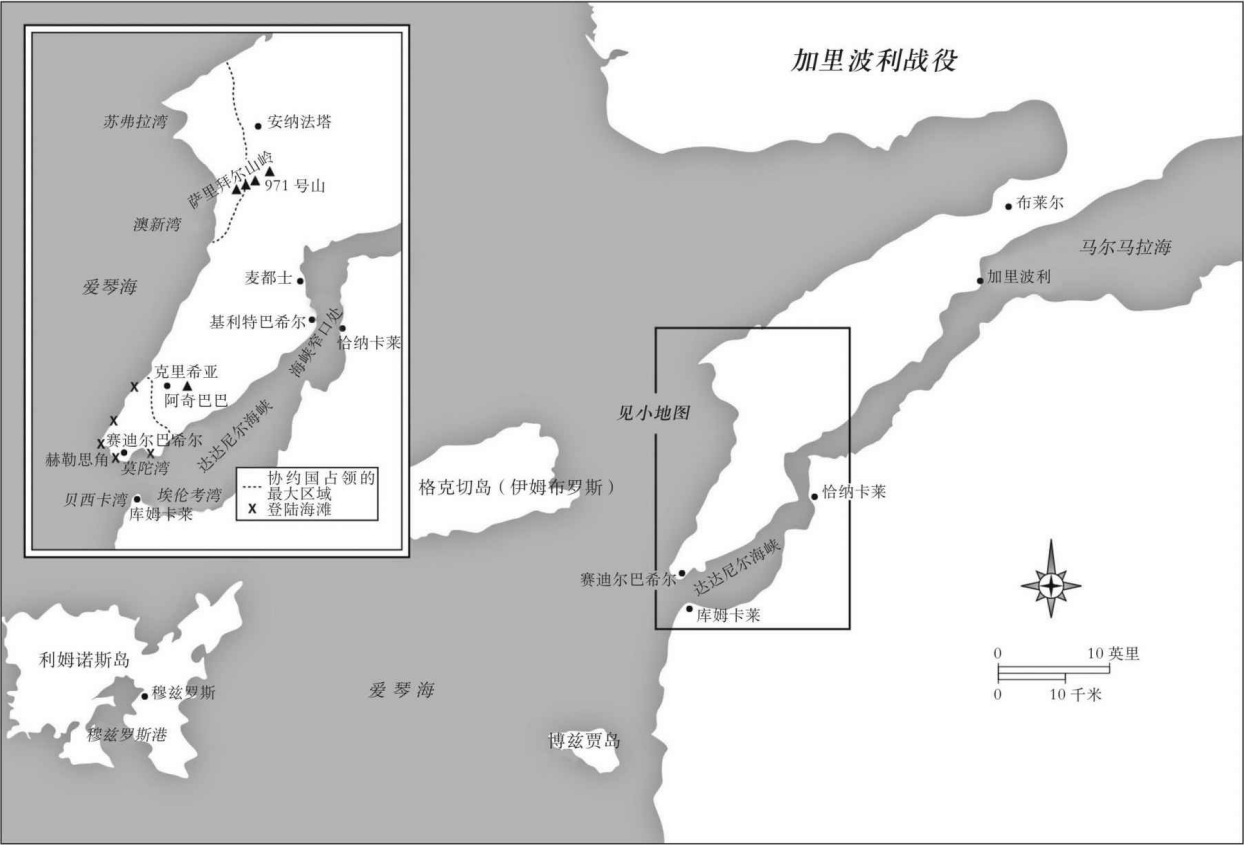 加里波利战役
苏弗拉湾
安纳法塔
萨里拜尔山岭
971 号山
澳新湾
爱琴海
麦都士
基利特巴希尔
海峡窄口处
恰纳卡莱
克里希亚
阿奇巴巴
达达尼尔海峡
赛迪尔巴希尔
赫勒思角
莫陀湾
贝西卡湾
埃伦考湾
库姆卡莱
协约国占领的
最大区域
X 登陆海滩
布莱尔
马尔马拉海
加里波利
见小地图
格克切岛（伊姆布罗斯）
恰纳卡莱
赛迪尔巴希尔
达达尼尔海峡
库姆卡莱
利姆诺斯岛
穆兹罗斯
穆兹罗斯港
爱琴海
博兹贾岛
0 10 英里
0 10 千米